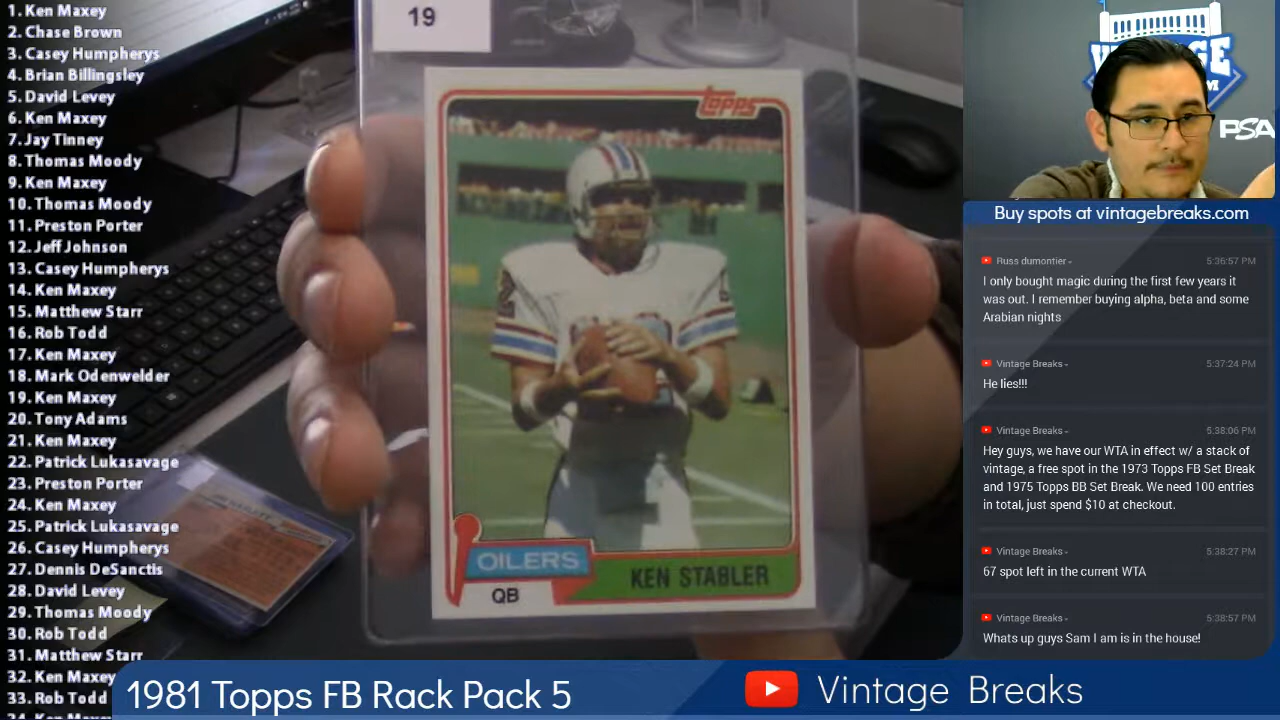 1. Ken Maxey
2. Chase Brown
3. Casey Humpherys
4. Brian Billingsley
5. David Levey
6. Ken Maxey
7. Jay Tinney
8. Thomas Moody
9. Ken Maxey
10. Thomas Moody
11. Preston Porter
12. Jeff Johnson
13. Casey Humpherys
14. Ken Maxey
15. Matthew Starr
16. Rob Todd
17. Ken Maxey
18. Mark Odenwelder
19. Ken Maxey
20. Tony Adams
21. Ken Maxey
22. Patrick Lukasavage
23. Preston Porter
24. Ken Maxey
25. Patrick Lukasavage
26. Casey Humpherys
27. Dennis DeSanctis
28. David Levey
29. Thomas Moody
30. Rob Todd
31. Matthew Starr
32. Ken Maxey
33. Rob Todd
19
topps
OILERS
QB
KEN STABLER
PSA
Buy spots at vintagebreaks.com
Russ dumontier 5:36:57 PM
I only bought magic during the first few years it
was out. I remember buying alpha, beta and some
Arabian nights
Vintage Breaks 5:37:24 PM
He lies!!!
Vintage Breaks 5:38:06 PM
Hey guys, we have our WTA in effect w/ a stack of
vintage, a free spot in the 1973 Topps FB Set Break
and 1975 Topps BB Set Break. We need 100 entries
in total, just spend $10 at checkout.
Vintage Breaks 5:38:27 PM
67 spot left in the current WTA
Vintage Breaks 5:38:57 PM
Whats up guys Sam I am is in the house!
1981 Topps FB Rack Pack 5
Vintage Breaks